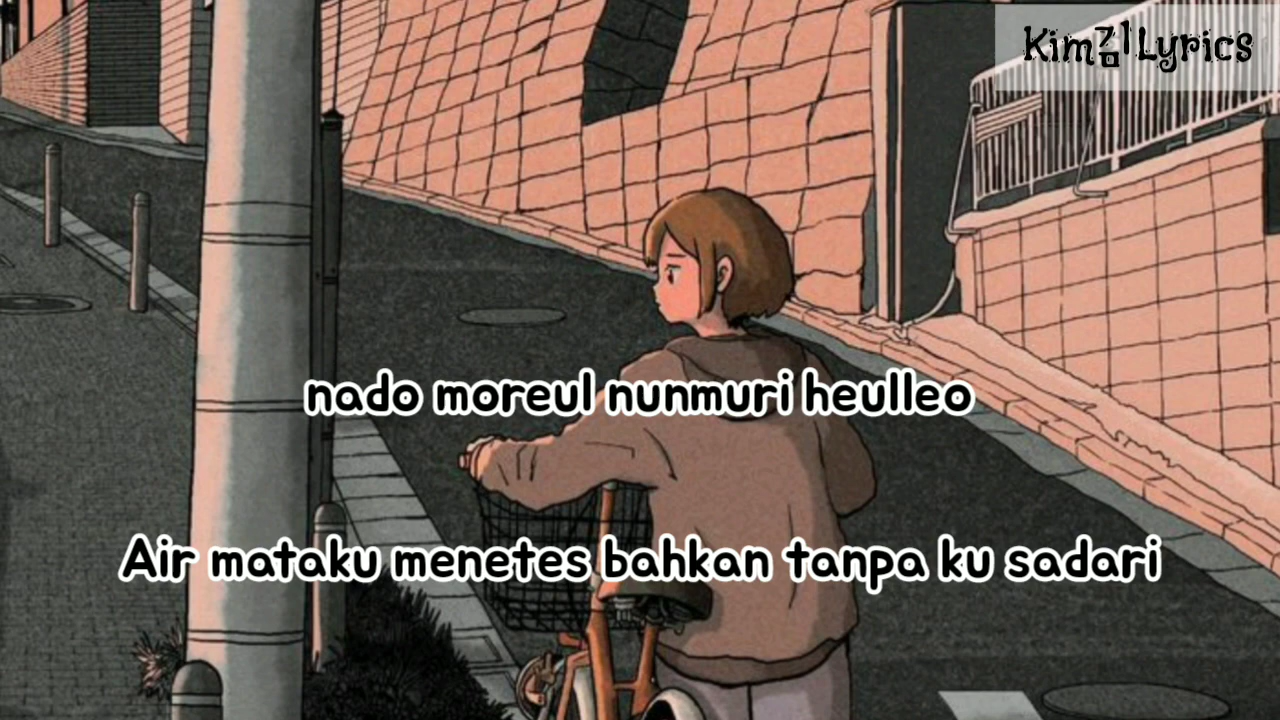 Kim김Lyrics
nado moreul nunmuri heulleo
Air mataku menetes bahkan tanpa ku sadari